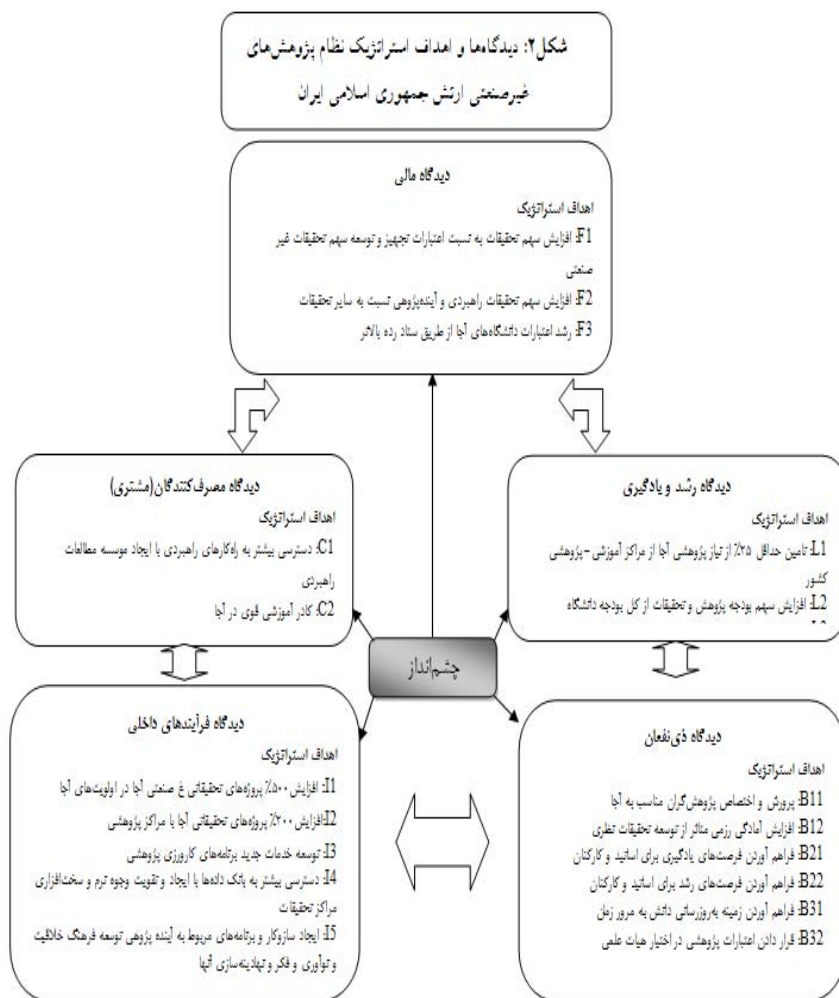 شکل۲: دیدگاه‌ها و اهداف استراتژیک نظام پژوهش‌های
غیرصنعتی ارتش جمهوری اسلامی ایران
دیدگاه مالی
اهداف استراتژیک
F1: افزایش سهم تحقیقات به نسبت اعتبارات تجهیز و توسعه سهم تحقیقات غیر
صنعتی
F2: افزایش سهم تحقیقات راهبردی و آینده‌پژوهی نسبت به سایر تحقیقات
F3: رشد اعتبارات دانشگاه‌های آجا از طریق ستاد رده بالاتر
دیدگاه رشد و یادگیری
اهداف استراتژیک
L1: تامین حداقل ۲۵٪ از نیاز پژوهشی آجا از مراکز آموزشی-پژوهشی
کشور
L2: افزایش سهم بودجه پژوهش و تحقیقات از کل بودجه دانشگاه
دیدگاه مصرف‌کنندگان(مشتری)
اهداف استراتژیک
C1: دسترسی بیشتر به راه‌کارهای راهبردی با ایجاد موسسه مطالعات
راهبردی
C2: کادر آموزشی قوی در آجا
چشم‌انداز
دیدگاه ذی‌نفعان
اهداف استراتژیک
B11: پرورش و اختصاص پژوهش‌گران مناسب به آجا
B12: افزایش آمادگی رزمی متاثر از توسعه تحقیقات نظری
B21: فراهم آوردن فرصت‌های یادگیری برای اساتید و کارکنان
B22: فراهم آوردن فرصت‌های رشد برای اساتید و کارکنان
B31: فراهم آوردن زمینه به‌روزرسانی دانش به مرور زمان
B32: قرار دادن اعتبارات پژوهشی در اختیار هیات علمی
دیدگاه فرآیندهای داخلی
اهداف استراتژیک
I1: افزایش ۵۰۰٪ پروژه‌های تحقیقاتی غ صنعتی آجا در اولویت‌های آجا
I2:افزایش ۲۰۰٪ پروژه‌های تحقیقاتی آجا با مراکز پژوهشی
I3: توسعه خدمات جدید برنامه‌های کارورزی پژوهشی
I4: دسترسی بیشتر به بانک داده‌ها با ایجاد و تقویت وجوه نرم و سخت‌افزاری
مراکز تحقیقات
I5: ایجاد سازوکار و برنامه‌های مربوط به آینده پژوهی توسعه فرهنگ خلاقیت
و نوآوری و فکر و نهادینه‌سازی آنها